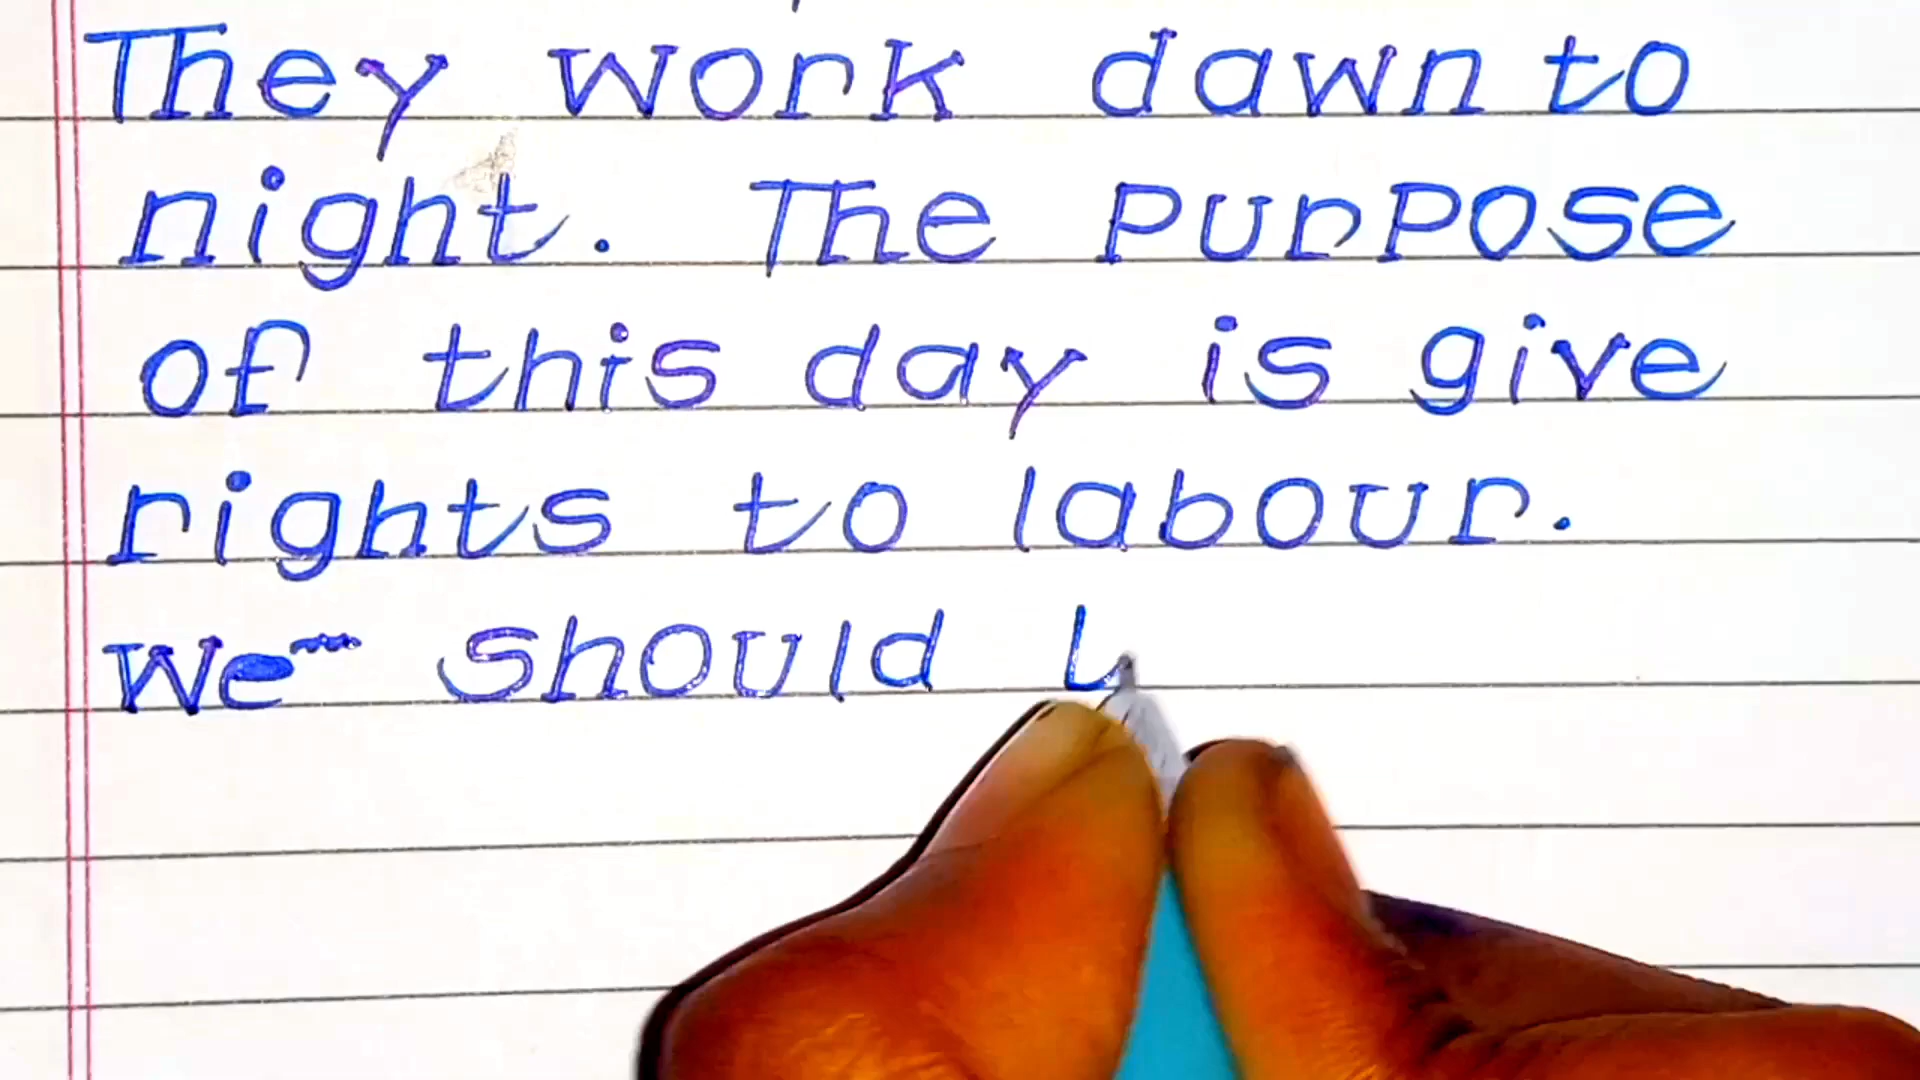 They work dawn to
night. The purpose
of this day is give
rights to labour.
We should